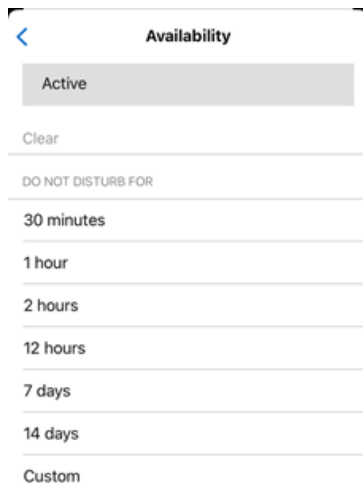 Availability
Active
Clear
DO NOT DISTURB FOR
30 minutes
1 hour
2 hours
12 hours
7 days
14 days
Custom